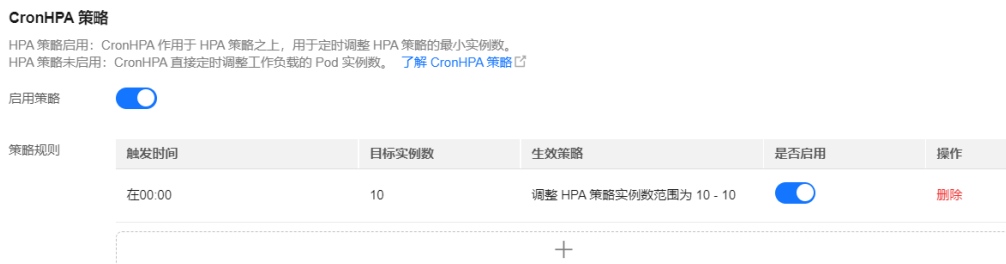 CronHPA 策略
HPA 策略启用：CronHPA 作用于 HPA 策略之上，用于定时调整 HPA 策略的最小实例数。
HPA 策略未启用：CronHPA 直接定时调整工作负载的 Pod 实例数。 了解 CronHPA 策略
启用策略
策略规则 触发时间 目标实例数 生效策略 是否启用 操作
在00:00 10 调整 HPA 策略实例数范围为 10 - 10 删除